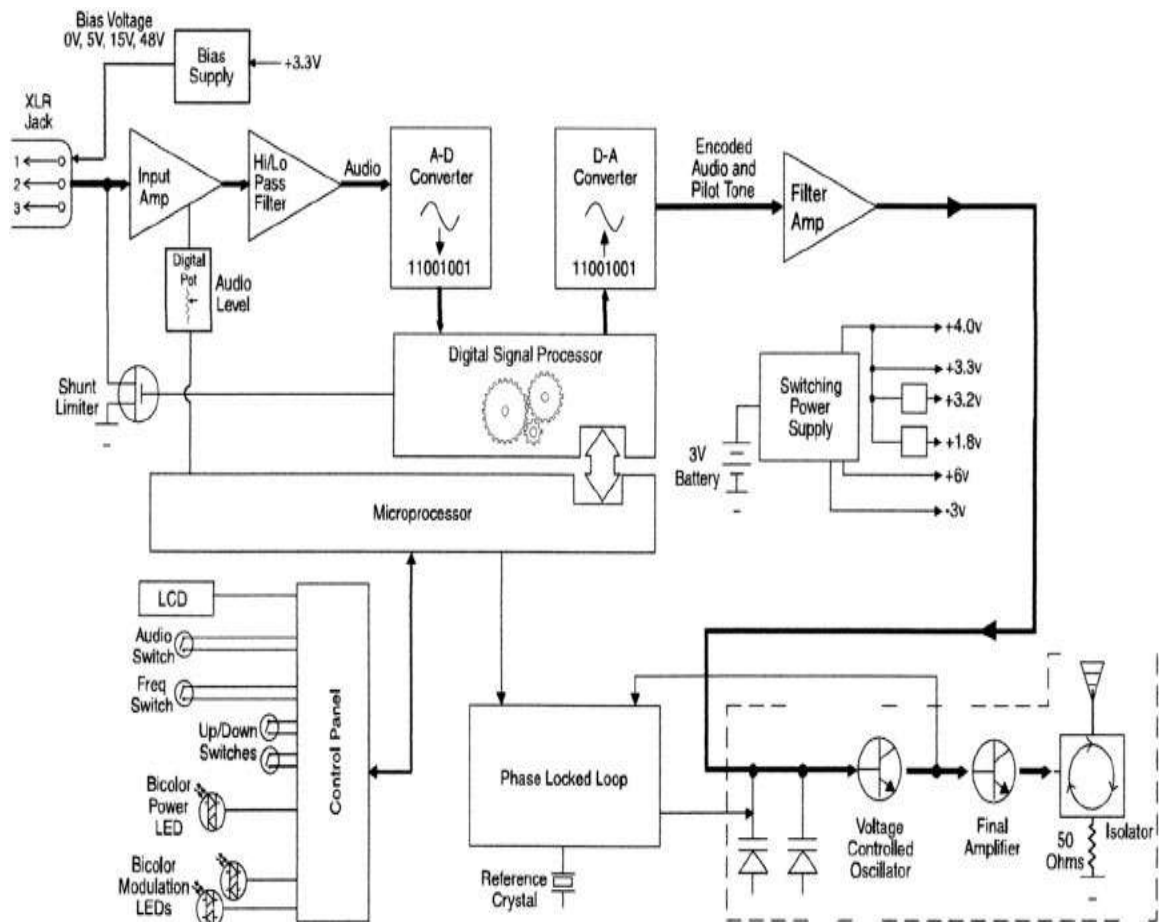 Bias Voltage
0V, 5V, 15V, 48V
Bias
Supply
+3.3V
XLR
Jack
1
2
3
Input
Amp
Hi/Lo
Pass
Filter
Audio
A-D
Converter
11001001
D-A
Converter
11001001
Encoded
Audio and
Pilot Tone
Filter
Amp
Digital
Pot
Audio
Level
Shunt
Limiter
Digital Signal Processor
Switching
Power
Supply
3V
Battery
+4.0v
+3.3v
+3.2v
+1.8v
+6v
-3v
Microprocessor
LCD
Audio
Switch
Freq
Switch
Up/Down
Switches
Bicolor
Power
LED
Bicolor
Modulation
LEDs
Control Panel
Phase Locked Loop
Reference
Crystal
Voltage
Controlled
Oscillator
Final
Amplifier
50
Ohms
Isolator